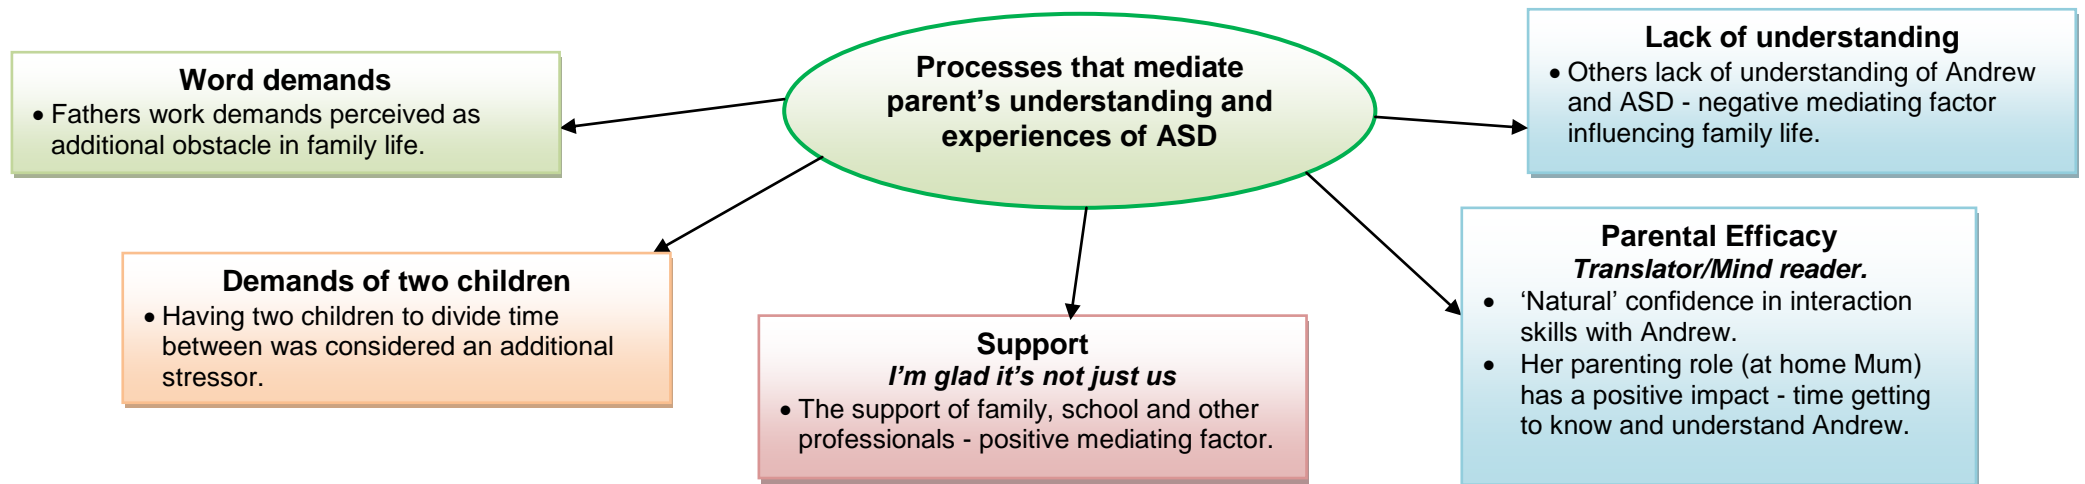 Processes that mediate
parent’s understanding and
experiences of ASD
Word demands
• Fathers work demands perceived as
additional obstacle in family life.
Demands of two children
• Having two children to divide time
between was considered an additional
stressor.
Support
I’m glad it’s not just us
• The support of family, school and other
professionals - positive mediating factor.
Lack of understanding
• Others lack of understanding of Andrew
and ASD - negative mediating factor
influencing family life.
Parental Efficacy
Translator/Mind reader.
• ‘Natural’ confidence in interaction
skills with Andrew.
• Her parenting role (at home Mum)
has a positive impact - time getting
to know and understand Andrew.